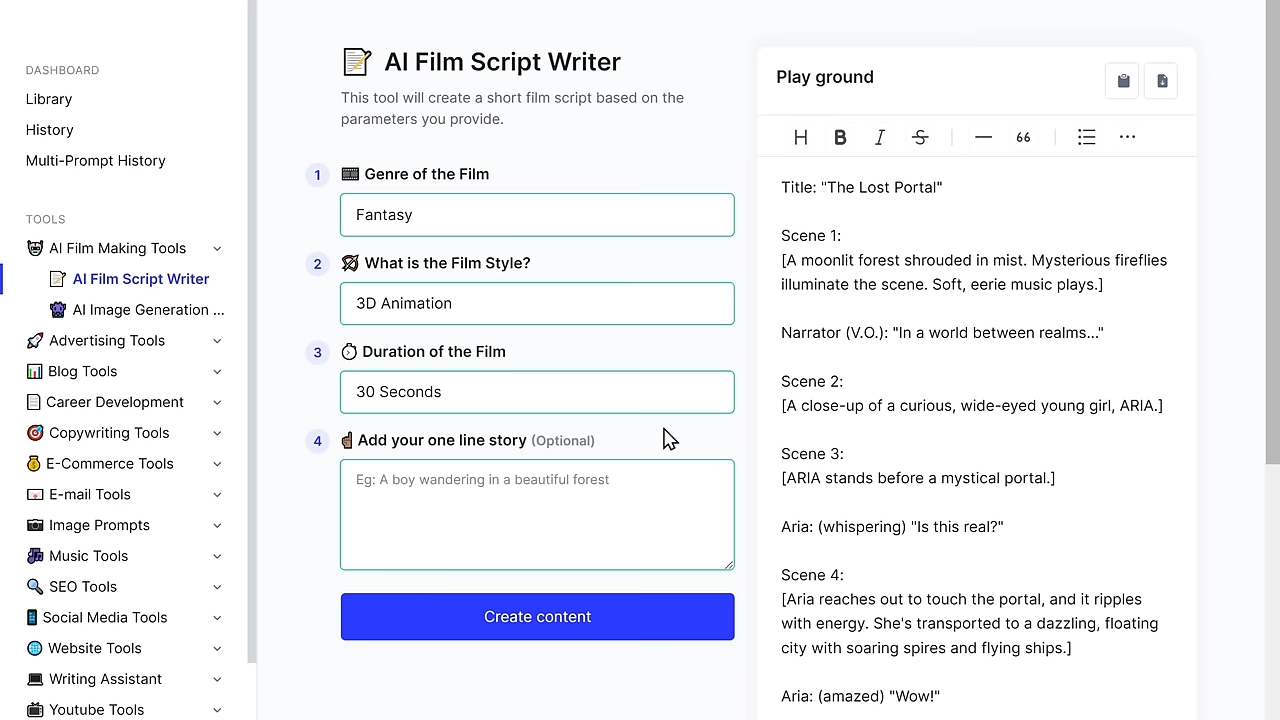 DASHBOARD
Library
History
Multi-Prompt History
TOOLS
AI Film Making Tools
AI Film Script Writer
AI Image Generation ...
Advertising Tools
Blog Tools
Career Development
Copywriting Tools
E-Commerce Tools
E-mail Tools
Image Prompts
Music Tools
SEO Tools
Social Media Tools
Website Tools
Writing Assistant
Youtube Tools
AI Film Script Writer
This tool will create a short film script based on the
parameters you provide.
1 Genre of the Film
Fantasy
2 What is the Film Style?
3D Animation
3 Duration of the Film
30 Seconds
4 Add your one line story (Optional)
Eg: A boy wandering in a beautiful forest
Create content
Play ground
Title: "The Lost Portal"
Scene 1:
[A moonlit forest shrouded in mist. Mysterious fireflies
illuminate the scene. Soft, eerie music plays.]
Narrator (V.O.): "In a world between realms..."
Scene 2:
[A close-up of a curious, wide-eyed young girl, ARIA.]
Scene 3:
[ARIA stands before a mystical portal.]
Aria: (whispering) "Is this real?"
Scene 4:
[Aria reaches out to touch the portal, and it ripples
with energy. She's transported to a dazzling, floating
city with soaring spires and flying ships.]
Aria: (amazed) "Wow!"